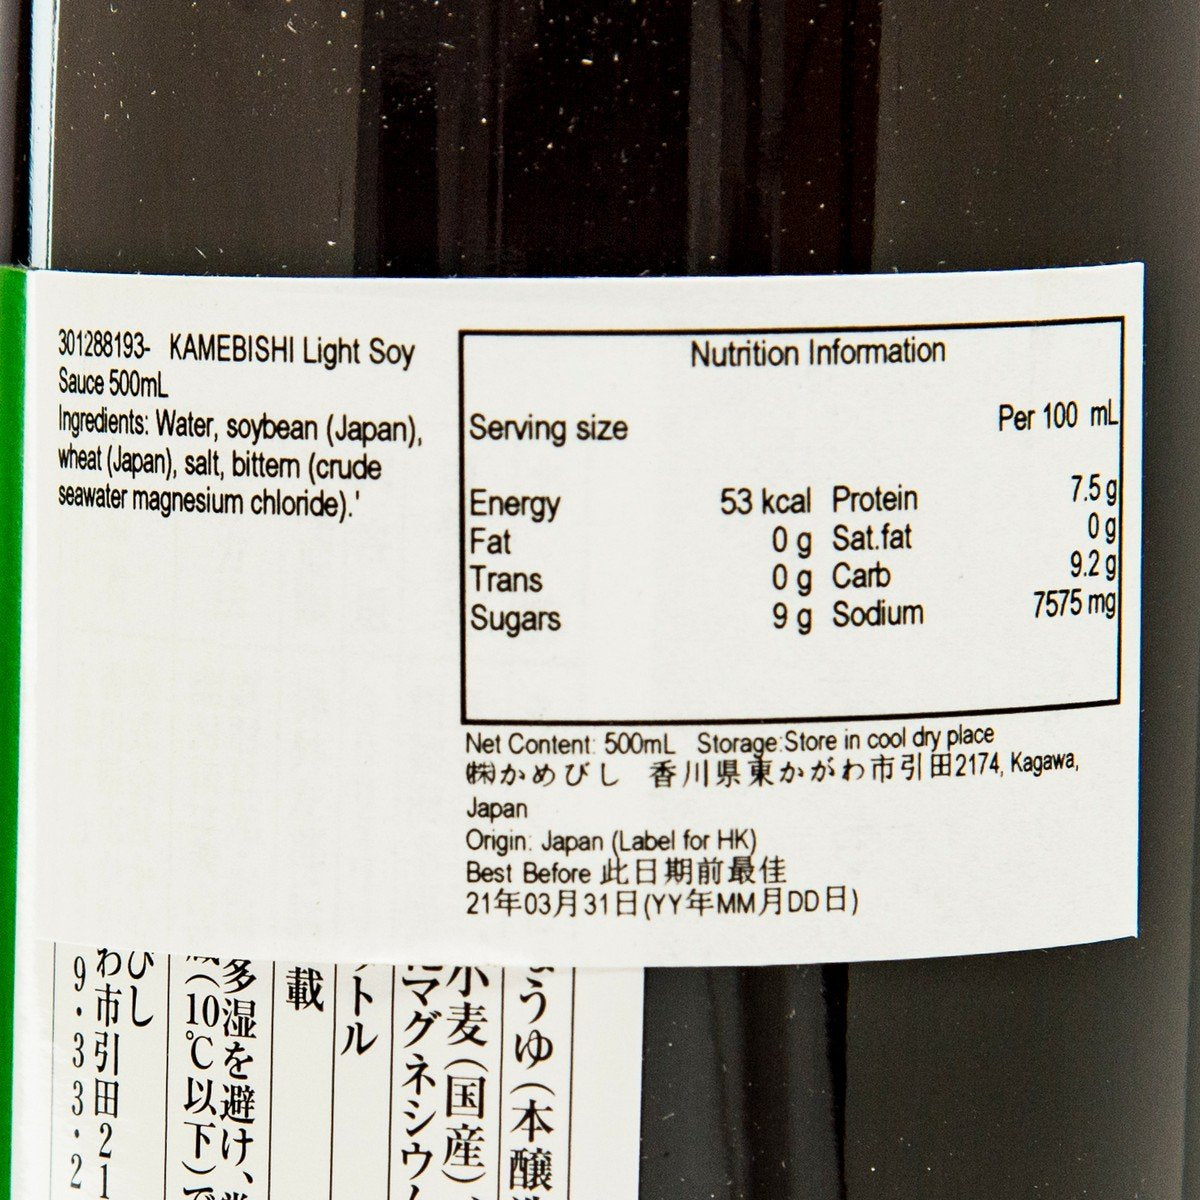 301288193-   KAMEBISHI Light Soy
Sauce 500mL
Ingredients: Water, soybean (Japan),
wheat (Japan), salt, bittern (crude
seawater magnesium chloride).'
Nutrition Information
Serving size Per 100 mL
Energy 53 kcal Protein 7.5 g
Fat 0 g Sat.fat 0 g
Trans 0 g Carb 9.2 g
Sugars 9 g Sodium 7575 mg
Net Content: 500mL Storage:Store in cool dry place
㈱かめびし 香川県東かがわ市引田2174, Kagawa,
Japan
Origin: Japan (Label for HK)
Best Before 此日期前最佳
21年03月31日(YY年MM月DD日)
ょうゆ(本醸
小麦(国産)
マグネシウム
トル
載
多湿を避け、
(10℃以下)で
びし
わ市引田21
9・33・2